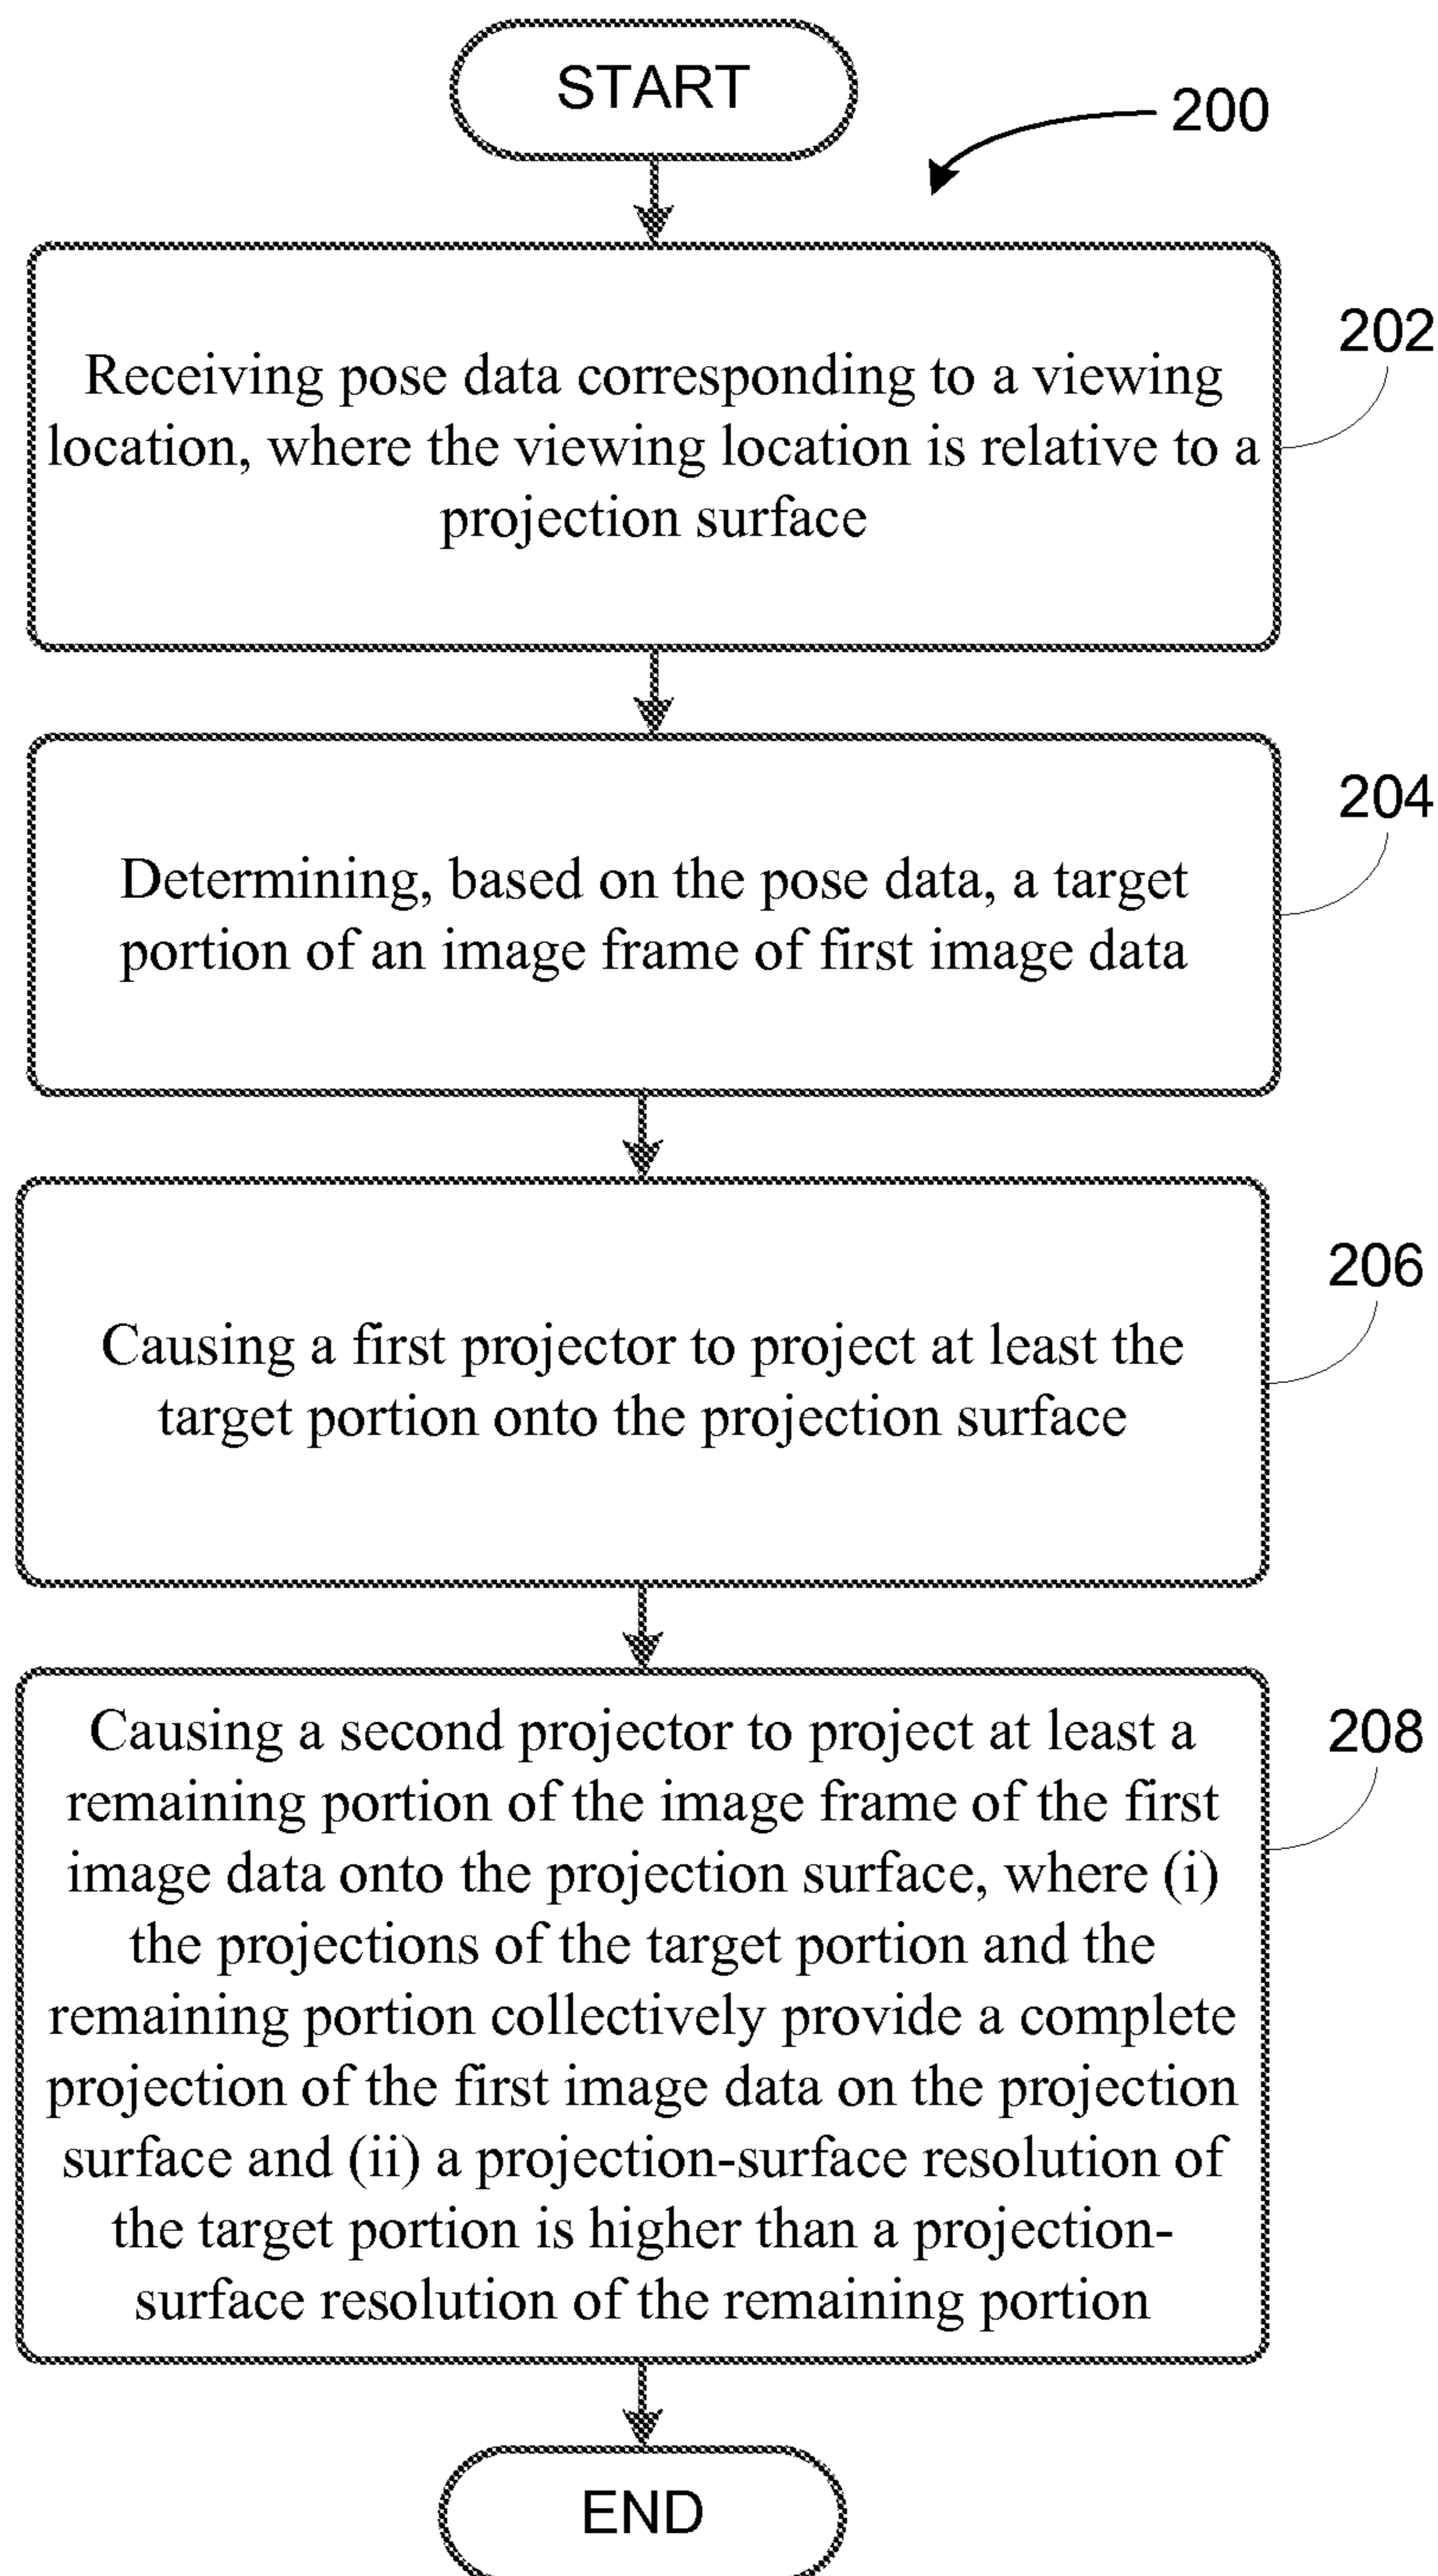 START
200
Receiving pose data corresponding to a viewing
location, where the viewing location is relative to a
projection surface
202
Determining, based on the pose data, a target
portion of an image frame of first image data
204
Causing a first projector to project at least the
target portion onto the projection surface
206
Causing a second projector to project at least a
remaining portion of the image frame of the first
image data onto the projection surface, where (i)
the projections of the target portion and the
remaining portion collectively provide a complete
projection of the first image data on the projection
surface and (ii) a projection-surface resolution of
the target portion is higher than a projection-
surface resolution of the remaining portion
208
END